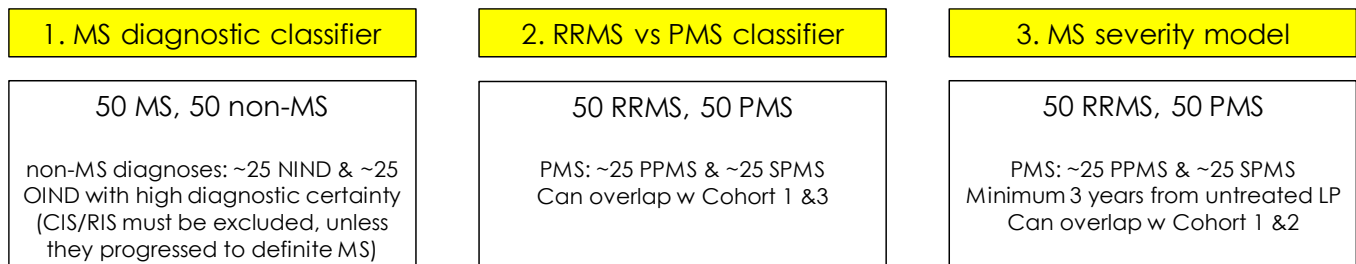 1. MS diagnostic classifier
50 MS, 50 non-MS
non-MS diagnoses: ~25 NIND & ~25
OIND with high diagnostic certainty
(CIS/RIS must be excluded, unless
they progressed to definite MS)
2. RRMS vs PMS classifier
50 RRMS, 50 PMS
PMS: ~25 PPMS & ~25 SPMS
Can overlap w Cohort 1 &3
3. MS severity model
50 RRMS, 50 PMS
PMS: ~25 PPMS & ~25 SPMS
Minimum 3 years from untreated LP
Can overlap w Cohort 1 &2